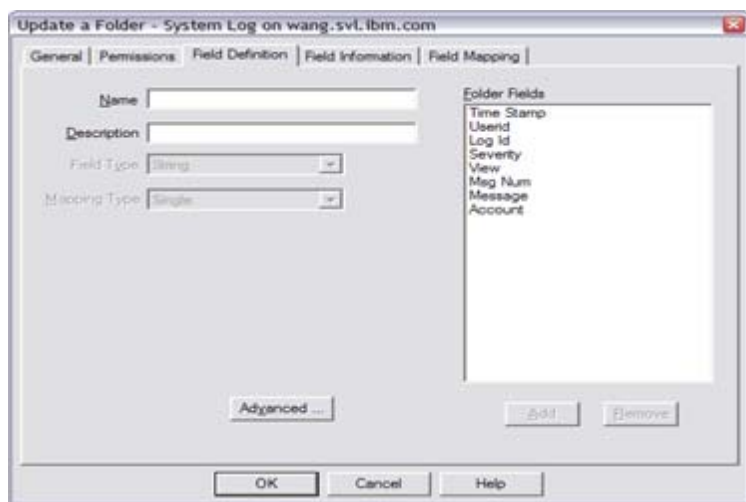 Update a Folder - System Log on wang.svl.ibm.com
General Permissions Field Definition Field Information Field Mapping
Name
Description
Field Type String
Mapping Type Single
Folder Fields
Time Stamp
Userid
Log Id
Severity
View
Msg Num
Message
Account
Advanced ...
Add
Remove
OK
Cancel
Help